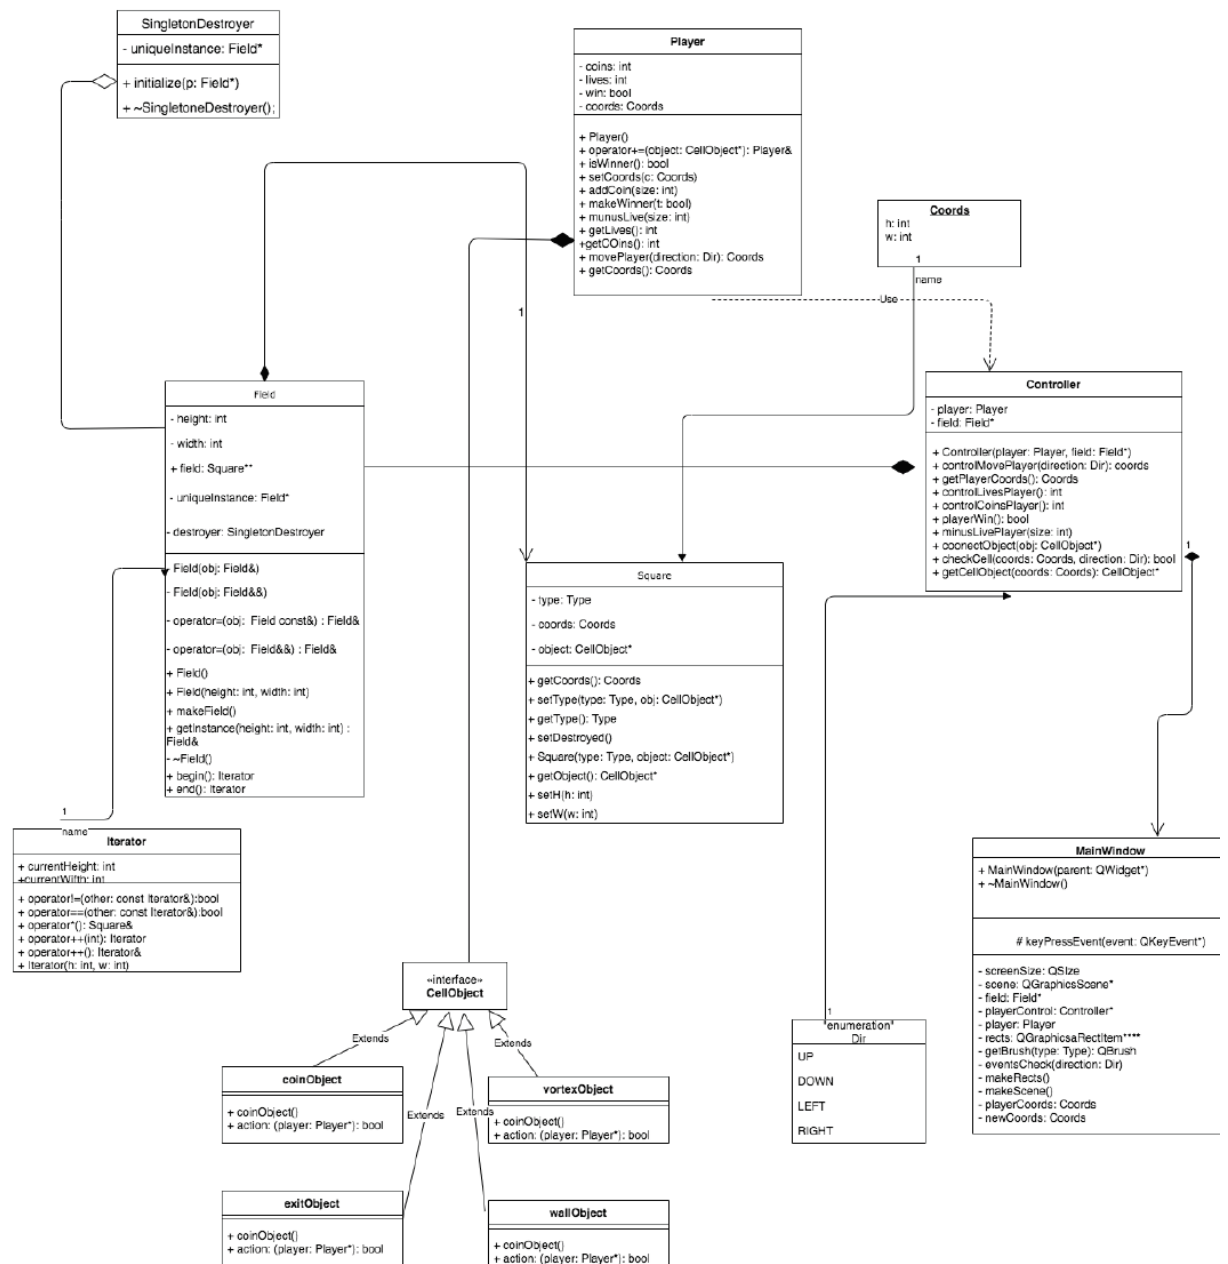 SingletonDestroyer
- uniqueInstance: Field*
+ initialize(p: Field*)
+ ~SingletoneDestroyer();
Player
- coins: int
- lives: int
- win: bool
- coords: Coords
+ Player()
+ operator+=(object: CellObject*): Player&
+ isWinner(): bool
+ setCoords(c: Coords)
+ addCoin(size: int)
+ makeWinner(t: bool)
+ munusLive(size: int)
+ getLives(): int
+getCOins(): int
+ movePlayer(direction: Dir): Coords
+ getCoords(): Coords
Coords
h: int
w: int
1
name
Use
1
Field
- height: int
- width: int
+ field: Square**
- uniqueInstance: Field*
- destroyer: SingletonDestroyer
- Field(obj: Field&)
- Field(obj: Field&&)
- operator=(obj: Field const&) : Field&
- operator=(obj: Field&&) : Field&
+ Field()
+ Field(height: int, width: int)
+ makeField()
+ getInstance(height: int, width: int) :
Field&
- ~Field()
+ begin(): Iterator
+ end(): Iterator
Controller
- player: Player
- field: Field*
+ Controller(player: Player, field: Field*)
+ controlMovePlayer(direction: Dir): coords
+ getPlayerCoords(): Coords
+ controlLivesPlayer(): int
+ controlCoinsPlayer(): int
+ playerWin(): bool
+ minusLivePlayer(size: int)
+ coonectObject(obj: CellObject*)
+ checkCell(coords: Coords, direction: Dir): bool
+ getCellObject(coords: Coords): CellObject*
1
Square
- type: Type
- coords: Coords
- object: CellObject*
+ getCoords(): Coords
+ setType(type: Type, obj: CellObject*)
+ getType(): Type
+ setDestroyed()
+ Square(type: Type, object: CellObject*)
+ getObject(): CellObject*
+ setH(h: int)
+ setW(w: int)
1
name
Iterator
+ currentHeight: int
+currentWifth: int
+ operator!=(other: const Iterator&):bool
+ operator==(other: const Iterator&):bool
+ operator*(): Square&
+ operator++(int): Iterator
+ operator++(): Iterator&
+ Iterator(h: int, w: int)
MainWindow
+ MainWindow(parent: QWidget*)
+ ~MainWindow()
# keyPressEvent(event: QKeyEvent*)
- screenSize: QSIze
- scene: QGraphicsScene*
- field: Field*
- playerControl: Controller*
- player: Player
- rects: QGraphicsaRectItem****
- getBrush(type: Type): QBrush
- eventsCheck(direction: Dir)
- makeRects()
- makeScene()
- playerCoords: Coords
- newCoords: Coords
«interface»
CellObject
Extends
Extends
Extends
Extends
1
"enumeration"
Dir
UP
DOWN
LEFT
RIGHT
coinObject
+ coinObject()
+ action: (player: Player*): bool
vortexObject
+ coinObject()
+ action: (player: Player*): bool
exitObject
+ coinObject()
+ action: (player: Player*): bool
wallObject
+ coinObject()
+ action: (player: Player*): bool